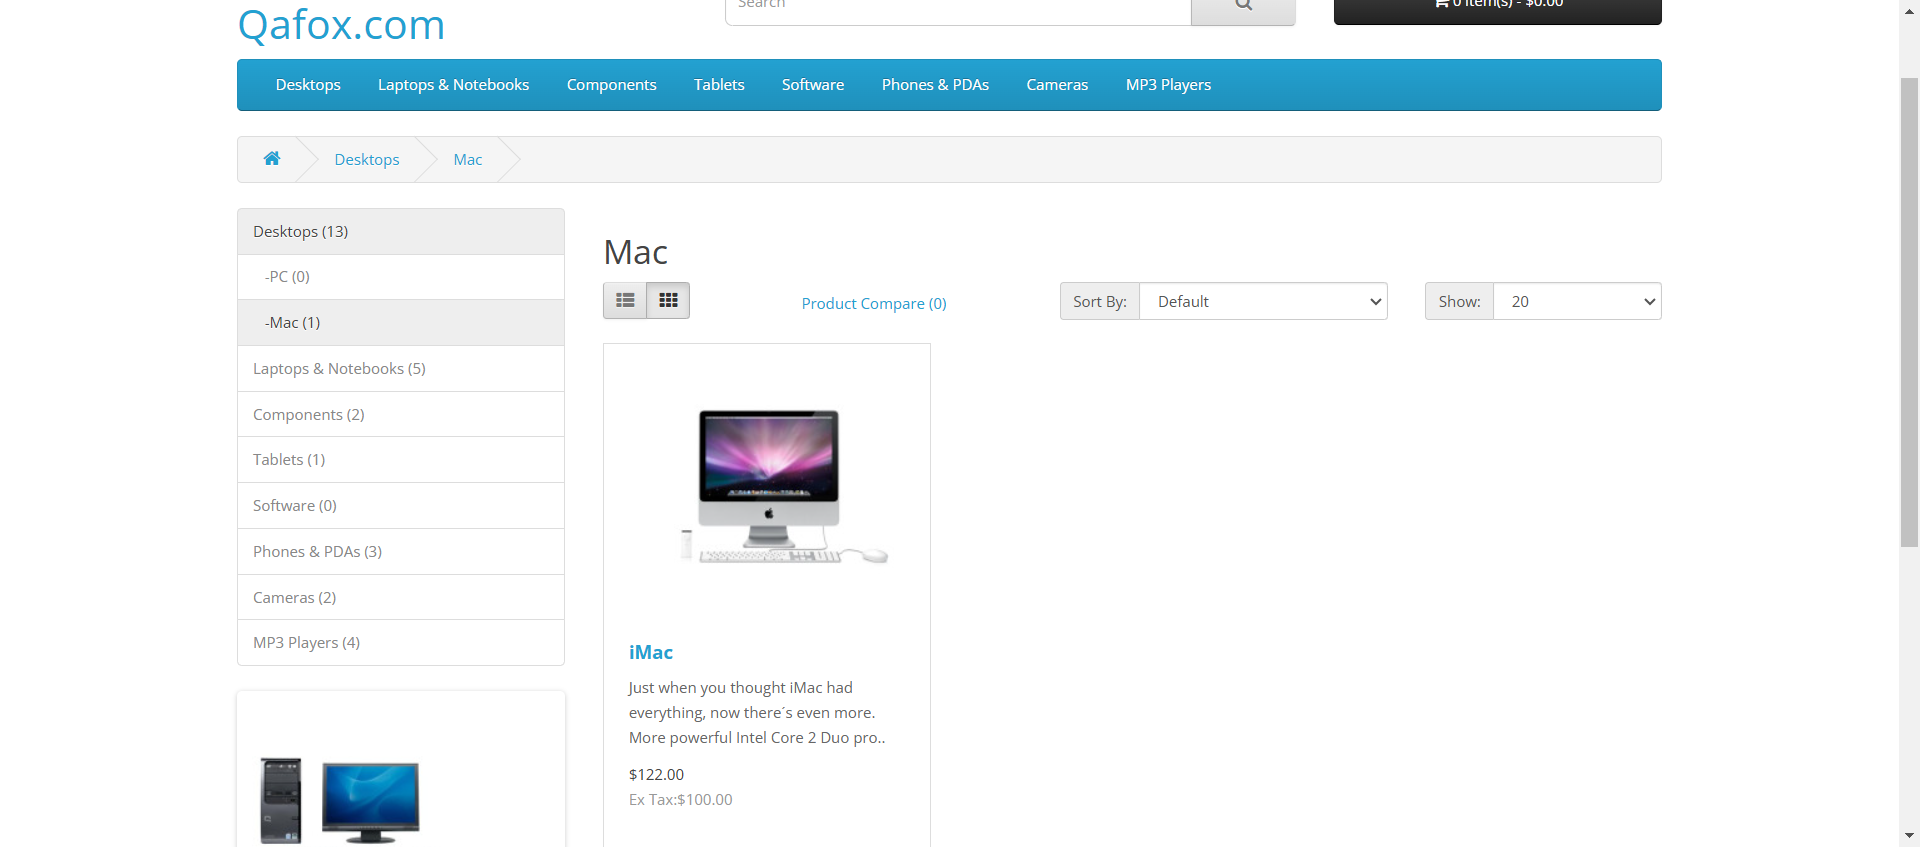 Qafox.com
Search
0 item(s) - $0.00
Desktops
Laptops & Notebooks
Components
Tablets
Software
Phones & PDAs
Cameras
MP3 Players
Desktops
Mac
Desktops (13)
-PC (0)
-Mac (1)
Laptops & Notebooks (5)
Components (2)
Tablets (1)
Software (0)
Phones & PDAs (3)
Cameras (2)
MP3 Players (4)
Mac
Product Compare (0)
Sort By:
Default
Show:
20
iMac
Just when you thought iMac had
everything, now there´s even more.
More powerful Intel Core 2 Duo pro..
$122.00
Ex Tax:$100.00